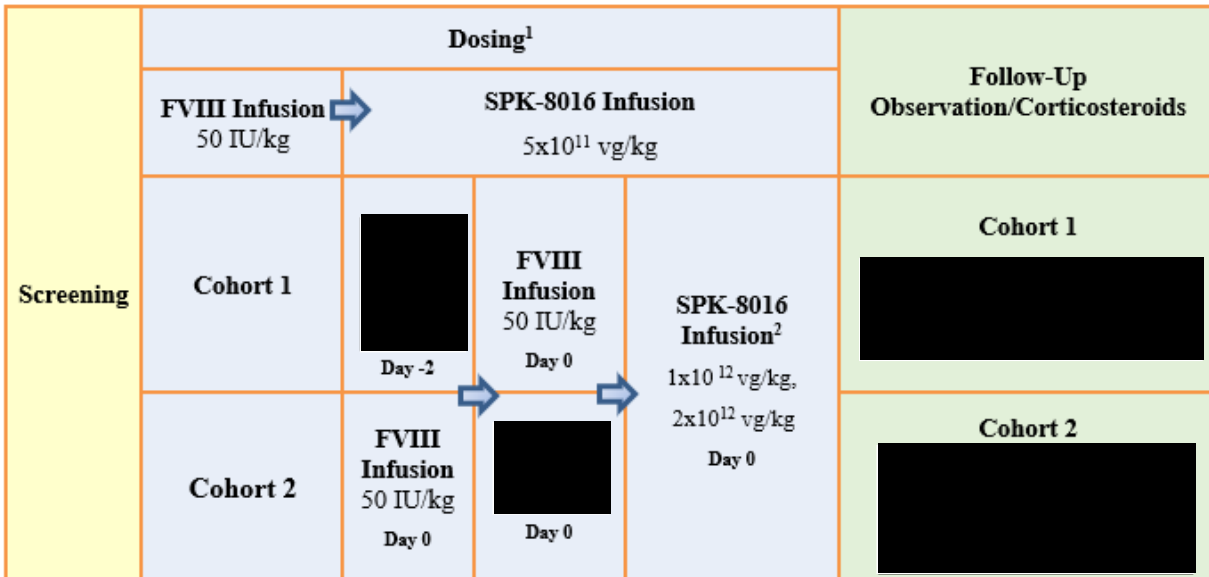 Screening
Dosing¹
FVIII Infusion
50 IU/kg
SPK-8016 Infusion
5x10¹¹ vg/kg
Follow-Up
Observation/Corticosteroids
Cohort 1
Day -2
FVIII
Infusion
50 IU/kg
Day 0
SPK-8016
Infusion²
1x10¹² vg/kg,
2x10¹² vg/kg
Day 0
Cohort 1
Cohort 2
FVIII
Infusion
50 IU/kg
Day 0
Day 0
Cohort 2